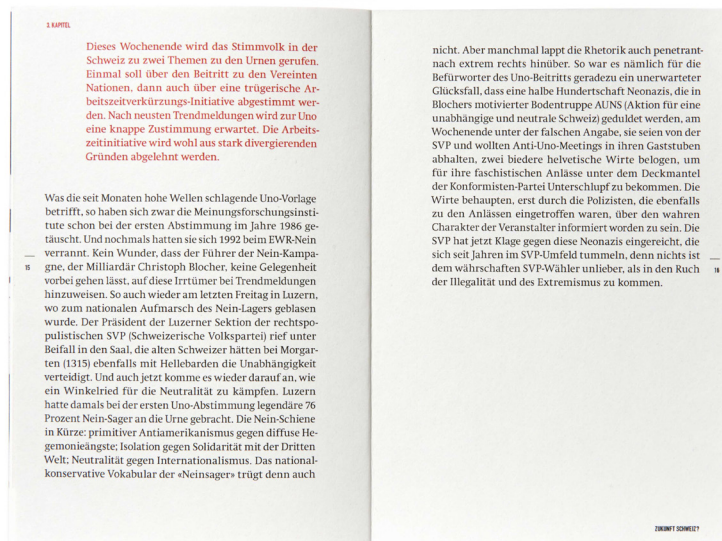 3. KAPITEL
Dieses Wochenende wird das Stimmvolk in der
Schweiz zu zwei Themen zu den Urnen gerufen.
Einmal soll über den Beitritt zu den Vereinten
Nationen, dann auch über eine trügerische Ar-
beitszeitverkürzungs-Initiative abgestimmt wer-
den. Nach neusten Trendmeldungen wird zur Uno
eine knappe Zustimmung erwartet. Die Arbeits-
zeitinitiative wird wohl aus stark divergierenden
Gründen abgelehnt werden.
Was die seit Monaten hohe Wellen schlagende Uno-Vorlage
betrifft, so haben sich zwar die Meinungsforschungsinsti-
tute schon bei der ersten Abstimmung im Jahre 1986 ge-
täuscht. Und nochmals hatten sie sich 1992 beim EWR-Nein
verrannt. Kein Wunder, dass der Führer der Nein-Kampa-
gne, der Milliardär Christoph Blocher, keine Gelegenheit
vorbei gehen lässt, auf diese Irrtümer bei Trendmeldungen
hinzuweisen. So auch wieder am letzten Freitag in Luzern,
wo zum nationalen Aufmarsch des Nein-Lagers geblasen
wurde. Der Präsident der Luzerner Sektion der rechtspo-
pulistischen SVP (Schweizerische Volkspartei) rief unter
Beifall in den Saal, die alten Schweizer hätten bei Morgar-
ten (1315) ebenfalls mit Hellebarden die Unabhängigkeit
verteidigt. Und auch jetzt komme es wieder darauf an, wie
ein Winkelried für die Neutralität zu kämpfen. Luzern
hatte damals bei der ersten Uno-Abstimmung legendäre 76
Prozent Nein-Sager an die Urne gebracht. Die Nein-Schiene
in Kürze: primitiver Antiamerikanismus gegen diffuse He-
gemonieängste; Isolation gegen Solidarität mit der Dritten
Welt; Neutralität gegen Internationalismus. Das national-
konservative Vokabular der «Neinsager» trügt denn auch
15
nicht. Aber manchmal lappt die Rhetorik auch penetrant-
nach extrem rechts hinüber. So war es nämlich für die
Befürworter des Uno-Beitritts geradezu ein unerwarteter
Glücksfall, dass eine halbe Hundertschaft Neonazis, die in
Blochers motivierter Bodentruppe AUNS (Aktion für eine
unabhängige und neutrale Schweiz) geduldet werden, am
Wochenende unter der falschen Angabe, sie seien von der
SVP und wollten Anti-Uno-Meetings in ihren Gaststuben
abhalten, zwei biedere helvetische Wirte belogen, um
für ihre faschistischen Anlässe unter dem Deckmantel
der Konformisten-Partei Unterschlupf zu bekommen. Die
Wirte behaupten, erst durch die Polizisten, die ebenfalls
zu den Anlässen eingetroffen waren, über den wahren
Charakter der Veranstalter informiert worden zu sein. Die
SVP hat jetzt Klage gegen diese Neonazis eingereicht, die
sich seit Jahren im SVP-Umfeld tummeln, denn nichts ist
dem währschaften SVP-Wähler unlieber, als in den Ruch
der Illegalität und des Extremismus zu kommen.
16
ZUKUNFT SCHWEIZ?